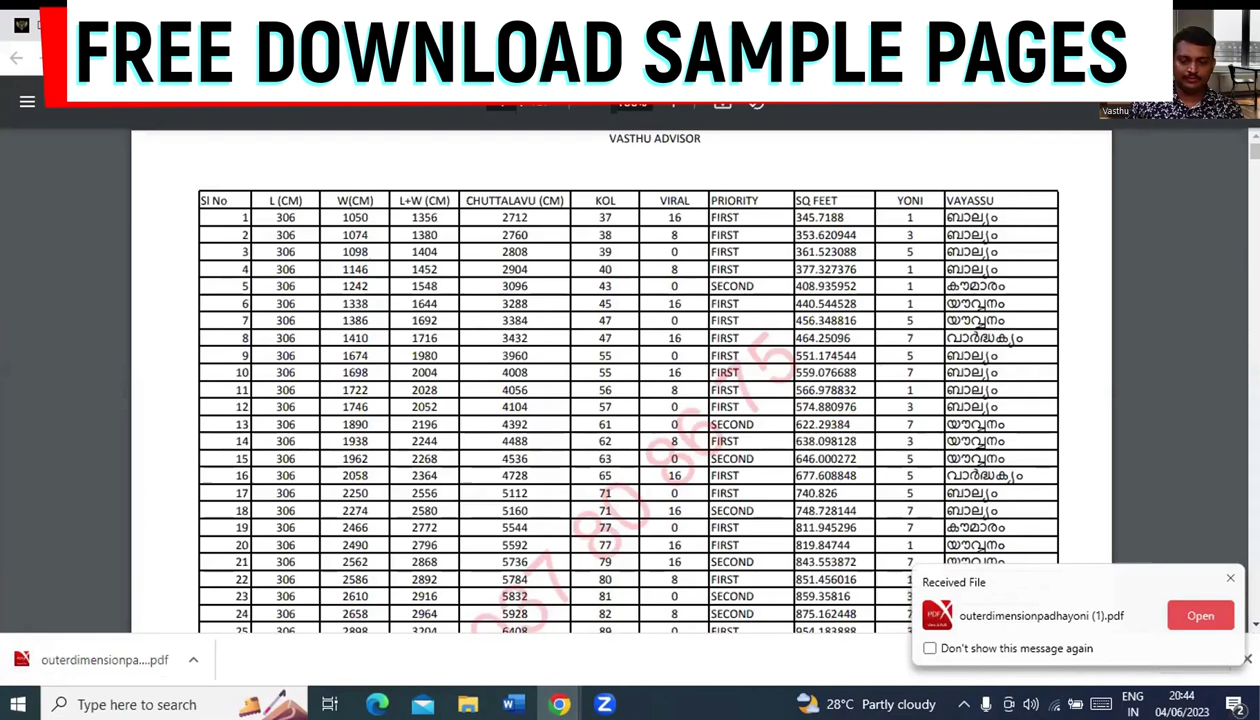 FREE DOWNLOAD SAMPLE PAGES
Vasthu
VASTHU ADVISOR
Sl No L (CM) W(CM) L+W (CM) CHUTTALAVU (CM) KOL VIRAL PRIORITY SQ FEET YONI VAYASSU
1 306 1050 1356 2712 37 16 FIRST 345.7188 1 ബാല്യം
2 306 1074 1380 2760 38 8 FIRST 353.620944 3 ബാല്യം
3 306 1098 1404 2808 39 0 FIRST 361.523088 5 ബാല്യം
4 306 1146 1452 2904 40 8 FIRST 377.327376 1 ബാല്യം
5 306 1242 1548 3096 43 0 SECOND 408.935952 1 കൗമാരം
6 306 1338 1644 3288 45 16 FIRST 440.544528 1 യൗവ്വനം
7 306 1386 1692 3384 47 0 FIRST 456.348816 5 യൗവ്വനം
8 306 1410 1716 3432 47 16 FIRST 464.25096 7 വാർദ്ധക്യം
9 306 1674 1980 3960 55 0 FIRST 551.174544 5 ബാല്യം
10 306 1698 2004 4008 55 16 FIRST 559.076688 7 ബാല്യം
11 306 1722 2028 4056 56 8 FIRST 566.978832 1 ബാല്യം
12 306 1746 2052 4104 57 0 FIRST 574.880976 3 ബാല്യം
13 306 1890 2196 4392 61 0 SECOND 622.29384 7 യൗവ്വനം
14 306 1938 2244 4488 62 8 FIRST 638.098128 3 യൗവ്വനം
15 306 1962 2268 4536 63 0 SECOND 646.000272 5 യൗവ്വനം
16 306 2058 2364 4728 65 16 FIRST 677.608848 5 വാർദ്ധക്യം
17 306 2250 2556 5112 71 0 FIRST 740.826 5 ബാല്യം
18 306 2274 2580 5160 71 16 SECOND 748.728144 7 ബാല്യം
19 306 2466 2772 5544 77 0 FIRST 811.945296 7 കൗമാരം
20 306 2490 2796 5592 77 16 FIRST 819.84744 1 യൗവ്വനം
21 306 2562 2868 5736 79 16 SECOND 843.553872 7 യൗവ്വനം
22 306 2586 2892 5784 80 8 FIRST 851.456016
23 306 2610 2916 5832 81 0 SECOND 859.35816
24 306 2658 2964 5928 82 8 SECOND 875.162448
25 306 2898 3204 6408 89 0 FIRST 954.183888
80 86 75
Received File
outerdimensionpadhayoni (1).pdf
Open
Don't show this message again
outerdimensionpa....pdf
Type here to search
28°C Partly cloudy
ENG
IN
20:44
04/06/2023